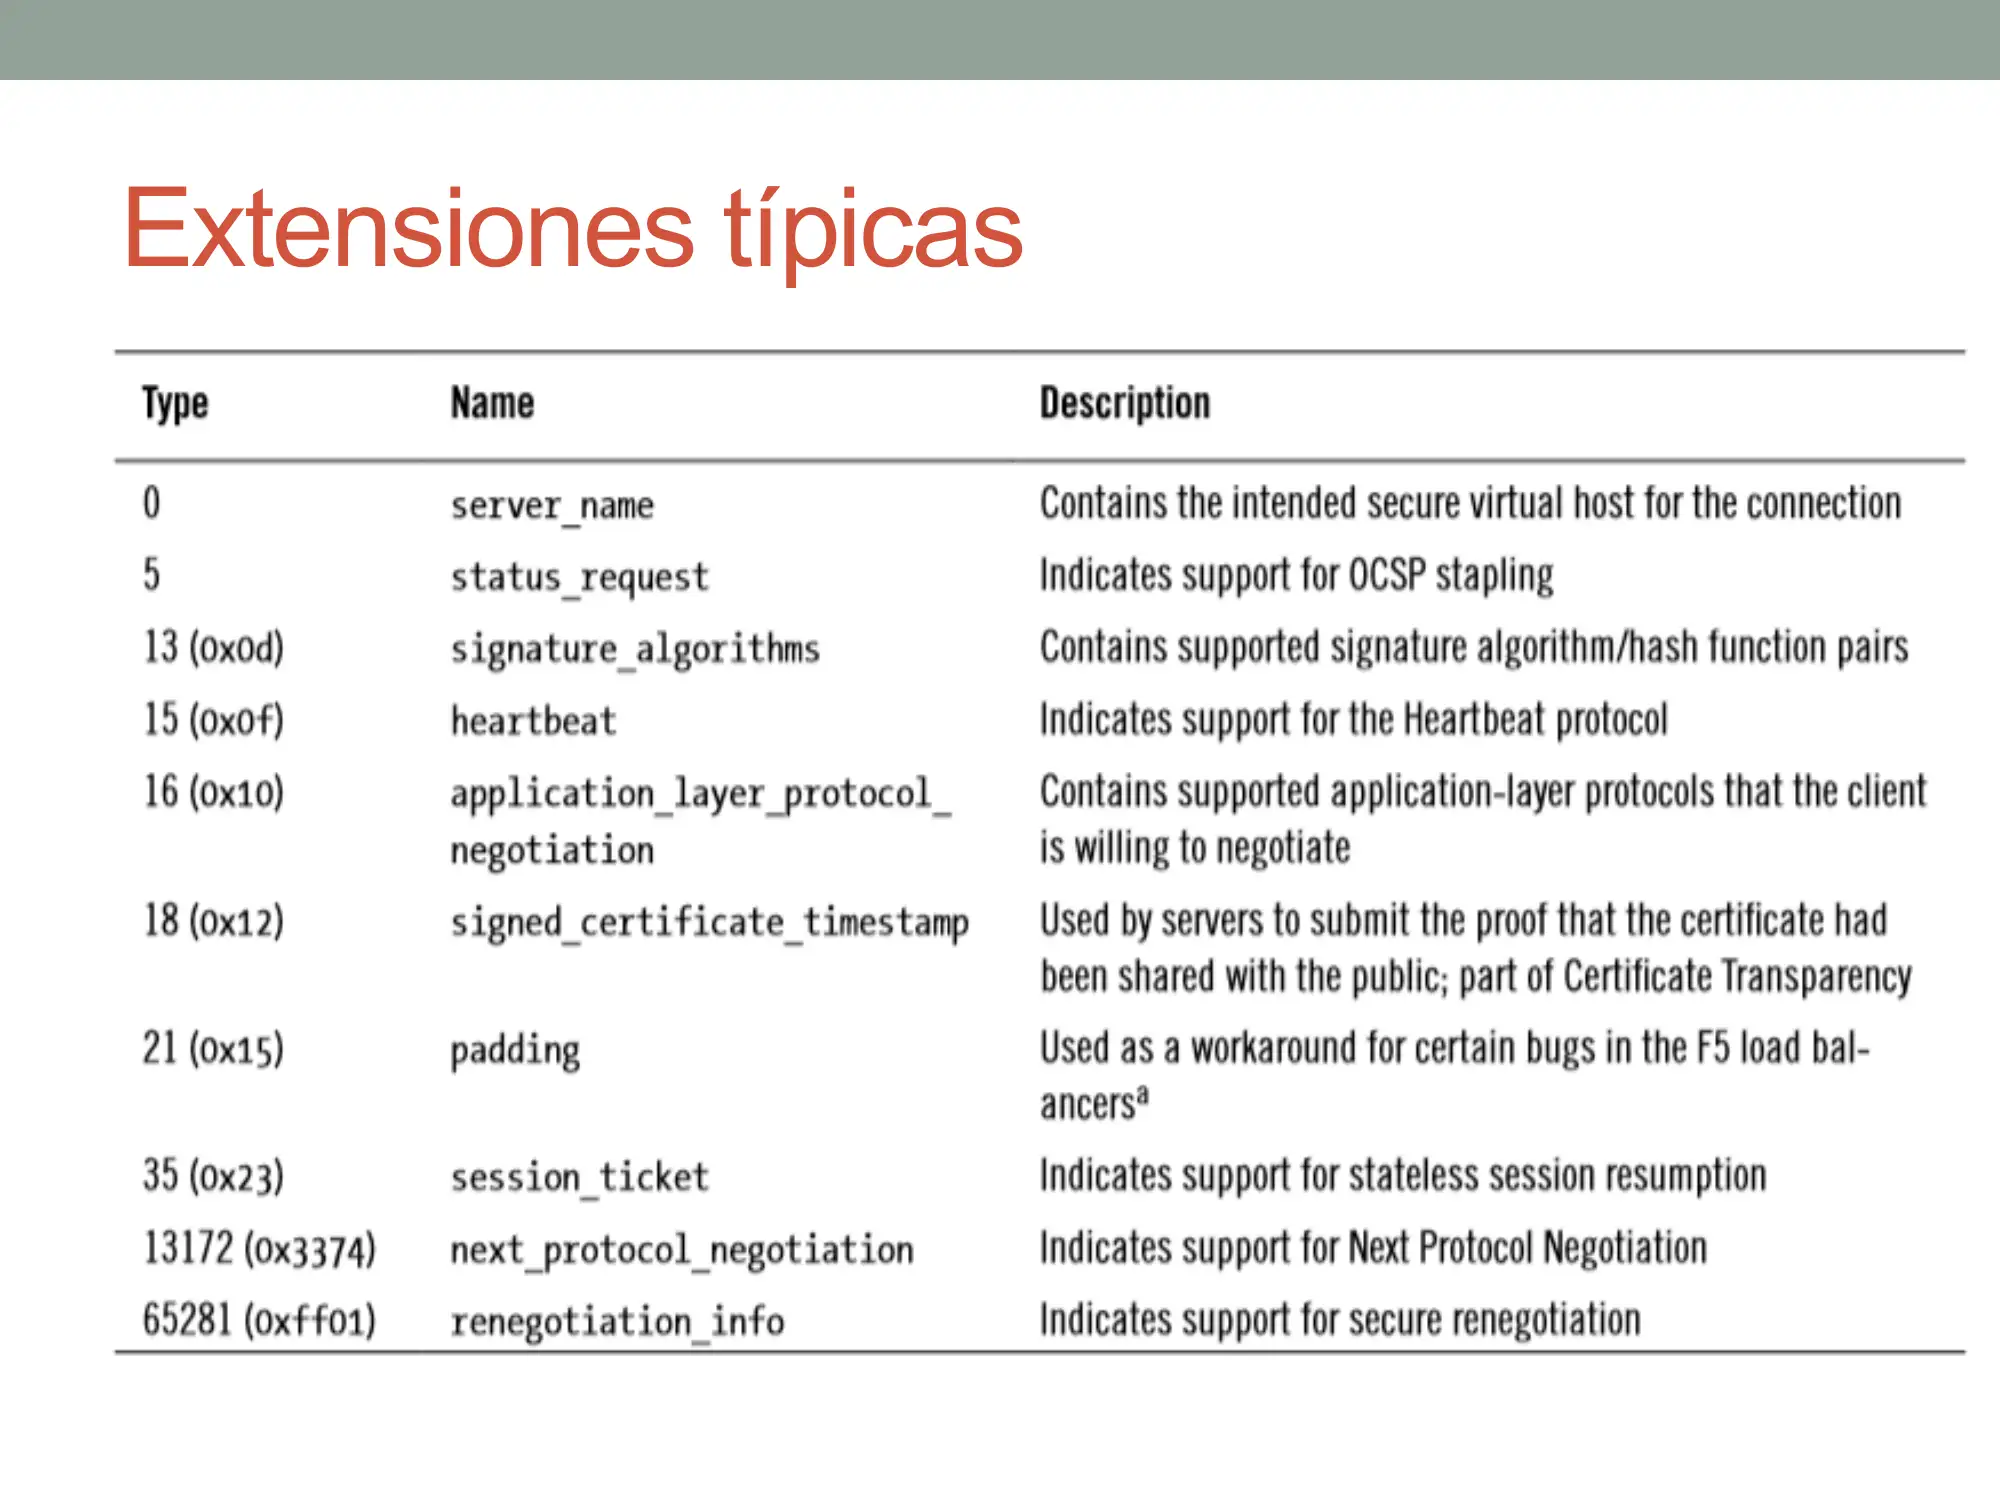 Extensiones típicas
Type Name Description
0 server_name Contains the intended secure virtual host for the connection
5 status_request Indicates support for OCSP stapling
13 (0x0d) signature_algorithms Contains supported signature algorithm/hash function pairs
15 (0x0f) heartbeat Indicates support for the Heartbeat protocol
16 (0x10) application_layer_protocol_ Contains supported application-layer protocols that the client
negotiation is willing to negotiate
18 (0x12) signed_certificate_timestamp Used by servers to submit the proof that the certificate had
been shared with the public; part of Certificate Transparency
21 (0x15) padding Used as a workaround for certain bugs in the F5 load bal-
ancersª
35 (0x23) session_ticket Indicates support for stateless session resumption
13172 (0x3374) next_protocol_negotiation Indicates support for Next Protocol Negotiation
65281 (0xff01) renegotiation_info Indicates support for secure renegotiation